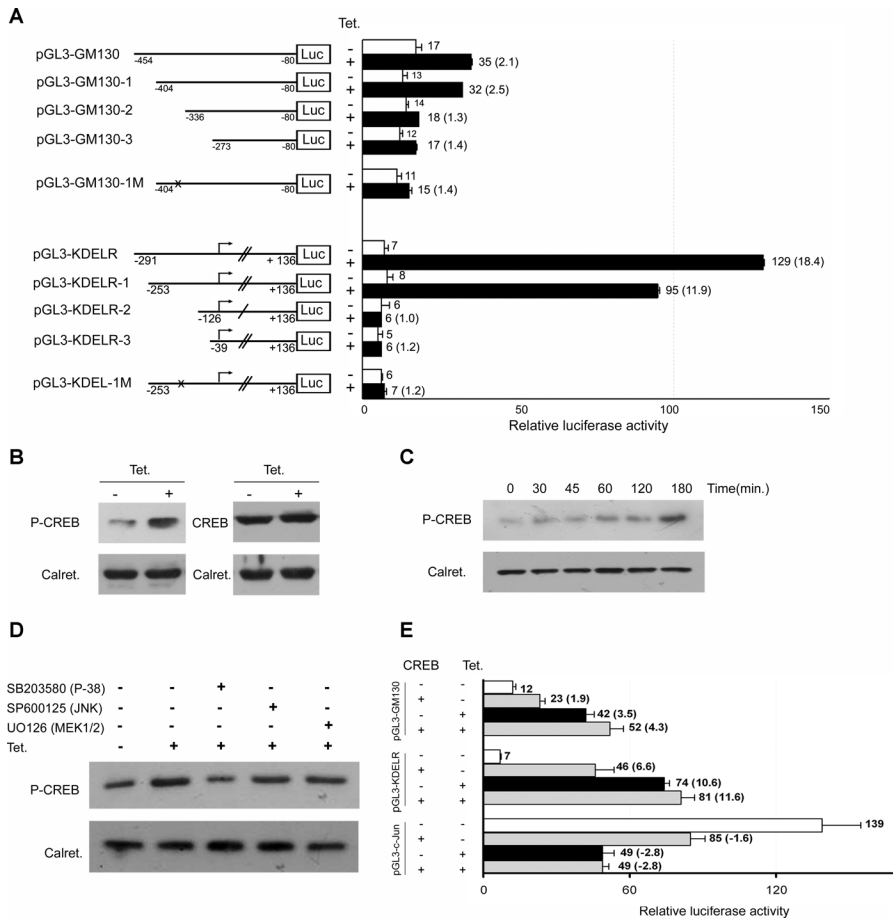 A
Tet.
pGL3-GM130 -454 -80 Luc - 17
+ 35 (2.1)
pGL3-GM130-1 -404 -80 Luc - 13
+ 32 (2.5)
pGL3-GM130-2 -336 -80 Luc - 14
+ 18 (1.3)
pGL3-GM130-3 -273 -80 Luc - 12
+ 17 (1.4)
pGL3-GM130-1M -404 x -80 Luc - 11
+ 15 (1.4)
pGL3-KDELR -291 + 136 Luc - 7
+ 129 (18.4)
pGL3-KDELR-1 -253 +136 Luc - 8
+ 95 (11.9)
pGL3-KDELR-2 -126 +136 Luc - 6
+ 6 (1.0)
pGL3-KDELR-3 -39 +136 Luc - 5
+ 6 (1.2)
pGL3-KDEL-1M -253 x +136 Luc - 6
+ 7 (1.2)
0 50 100 150
Relative luciferase activity
B
Tet. Tet.
- + - +
P-CREB CREB
Calret. Calret.
C
0 30 45 60 120 180 Time(min.)
P-CREB
Calret.
D
SB203580 (P-38) - - + - -
SP600125 (JNK) - - - + -
UO126 (MEK1/2) - - - - +
Tet. - + + + +
P-CREB
Calret.
E
CREB Tet.
pGL3-GM130
- - 12
+ - 23 (1.9)
- + 42 (3.5)
+ + 52 (4.3)
pGL3-KDELR
- - 7
+ - 46 (6.6)
- + 74 (10.6)
+ + 81 (11.6)
pGL3-c-Jun
- - 139
+ - 85 (-1.6)
- + 49 (-2.8)
+ + 49 (-2.8)
0 60 120
Relative luciferase activity